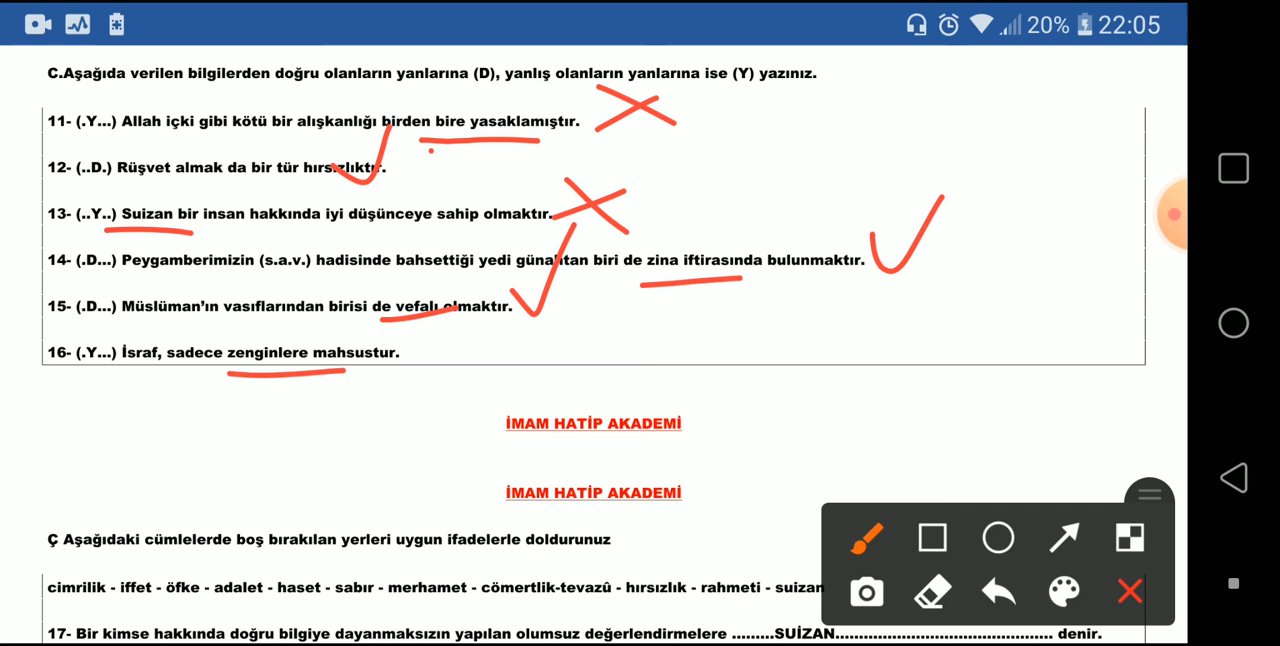 20% 22:05
C.Aşağıda verilen bilgilerden doğru olanların yanlarına (D), yanlış olanların yanlarına ise (Y) yazınız.
11- (.Y...) Allah içki gibi kötü bir alışkanlığı birden bire yasaklamıştır.
12- (..D.) Rüşvet almak da bir tür hırsızlıktır.
13- (..Y..) Suizan bir insan hakkında iyi düşünceye sahip olmaktır.
14- (.D...) Peygamberimizin (s.a.v.) hadisinde bahsettiği yedi günahtan biri de zina iftirasında bulunmaktır.
15- (.D...) Müslüman’ın vasıflarından birisi de vefalı olmaktır.
16- (.Y...) İsraf, sadece zenginlere mahsustur.
İMAM HATİP AKADEMİ
İMAM HATİP AKADEMİ
Ç Aşağıdaki cümlelerde boş bırakılan yerleri uygun ifadelerle doldurunuz
cimrilik - iffet - öfke - adalet - haset - sabır - merhamet - cömertlik-tevazû - hırsızlık - rahmeti - suizan
17- Bir kimse hakkında doğru bilgiye dayanmaksızın yapılan olumsuz değerlendirmelere .........SUİZAN.............................................. denir.